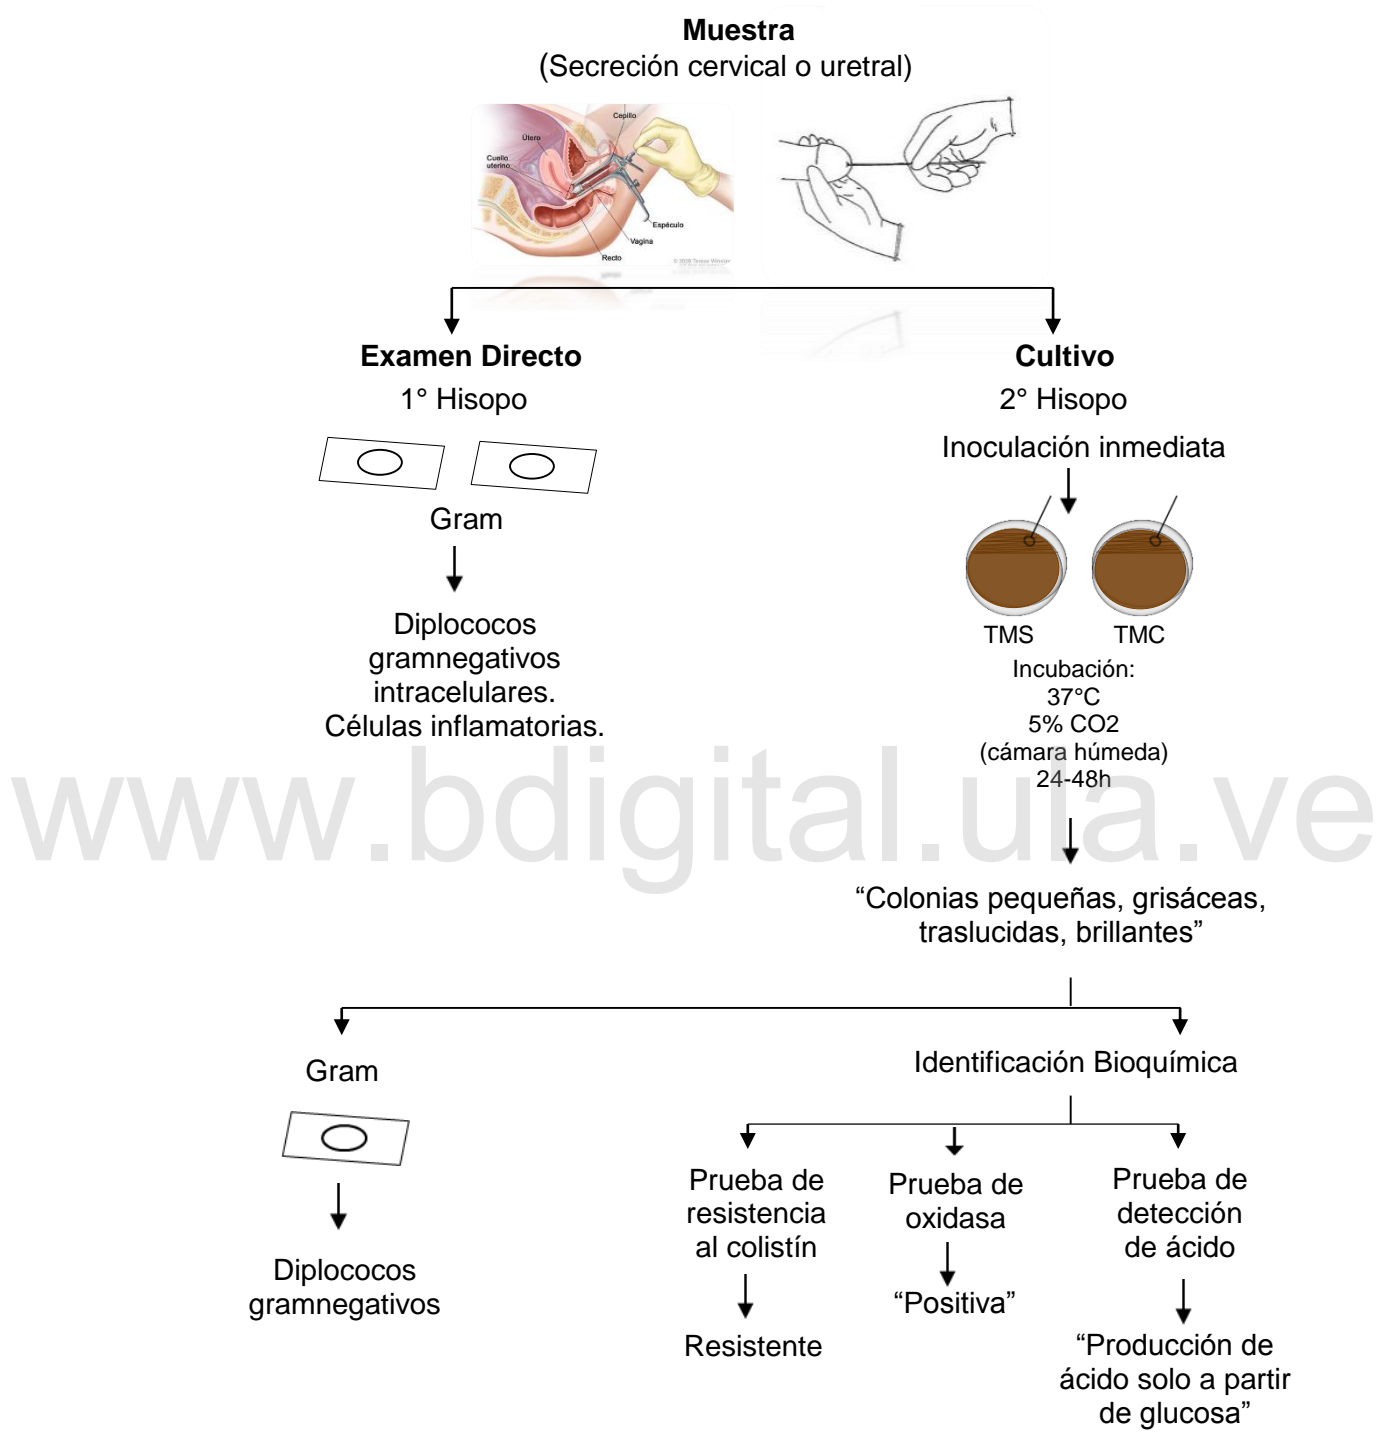 Muestra
(Secreción cervical o uretral)
Cepillo
Útero
Cuello
uterino
Espéculo
Vagina
Recto
Examen Directo
1° Hisopo
Gram
Diplococos
gramnegativos
intracelulares.
Células inflamatorias.
Cultivo
2° Hisopo
Inoculación inmediata
TMS
TMC
Incubación:
37°C
5% CO2
(cámara húmeda)
24-48h
www.bdigital.ula.ve
“Colonias pequeñas, grisáceas,
traslucidas, brillantes”
Gram
Diplococos
gramnegativos
Identificación Bioquímica
Prueba de
resistencia
al colistín
Resistente
Prueba de
oxidasa
“Positiva”
Prueba de
detección
de ácido
“Producción de
ácido solo a partir
de glucosa”